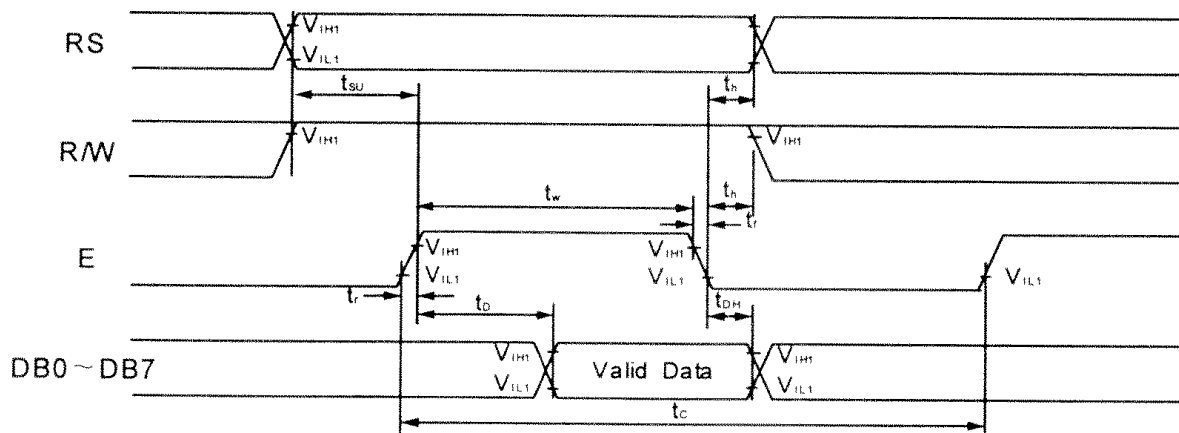 RS
V_IH1
V_IL1
t_SU
t_h
R/W
V_IH1
V_IH1
t_w
t_h
t_r
E
V_IH1
V_IH1
V_IL1
V_IL1
V_IL1
t_r
t_D
t_DH
DB0~DB7
V_IH1
Valid Data
V_IH1
V_IL1
V_IL1
t_C